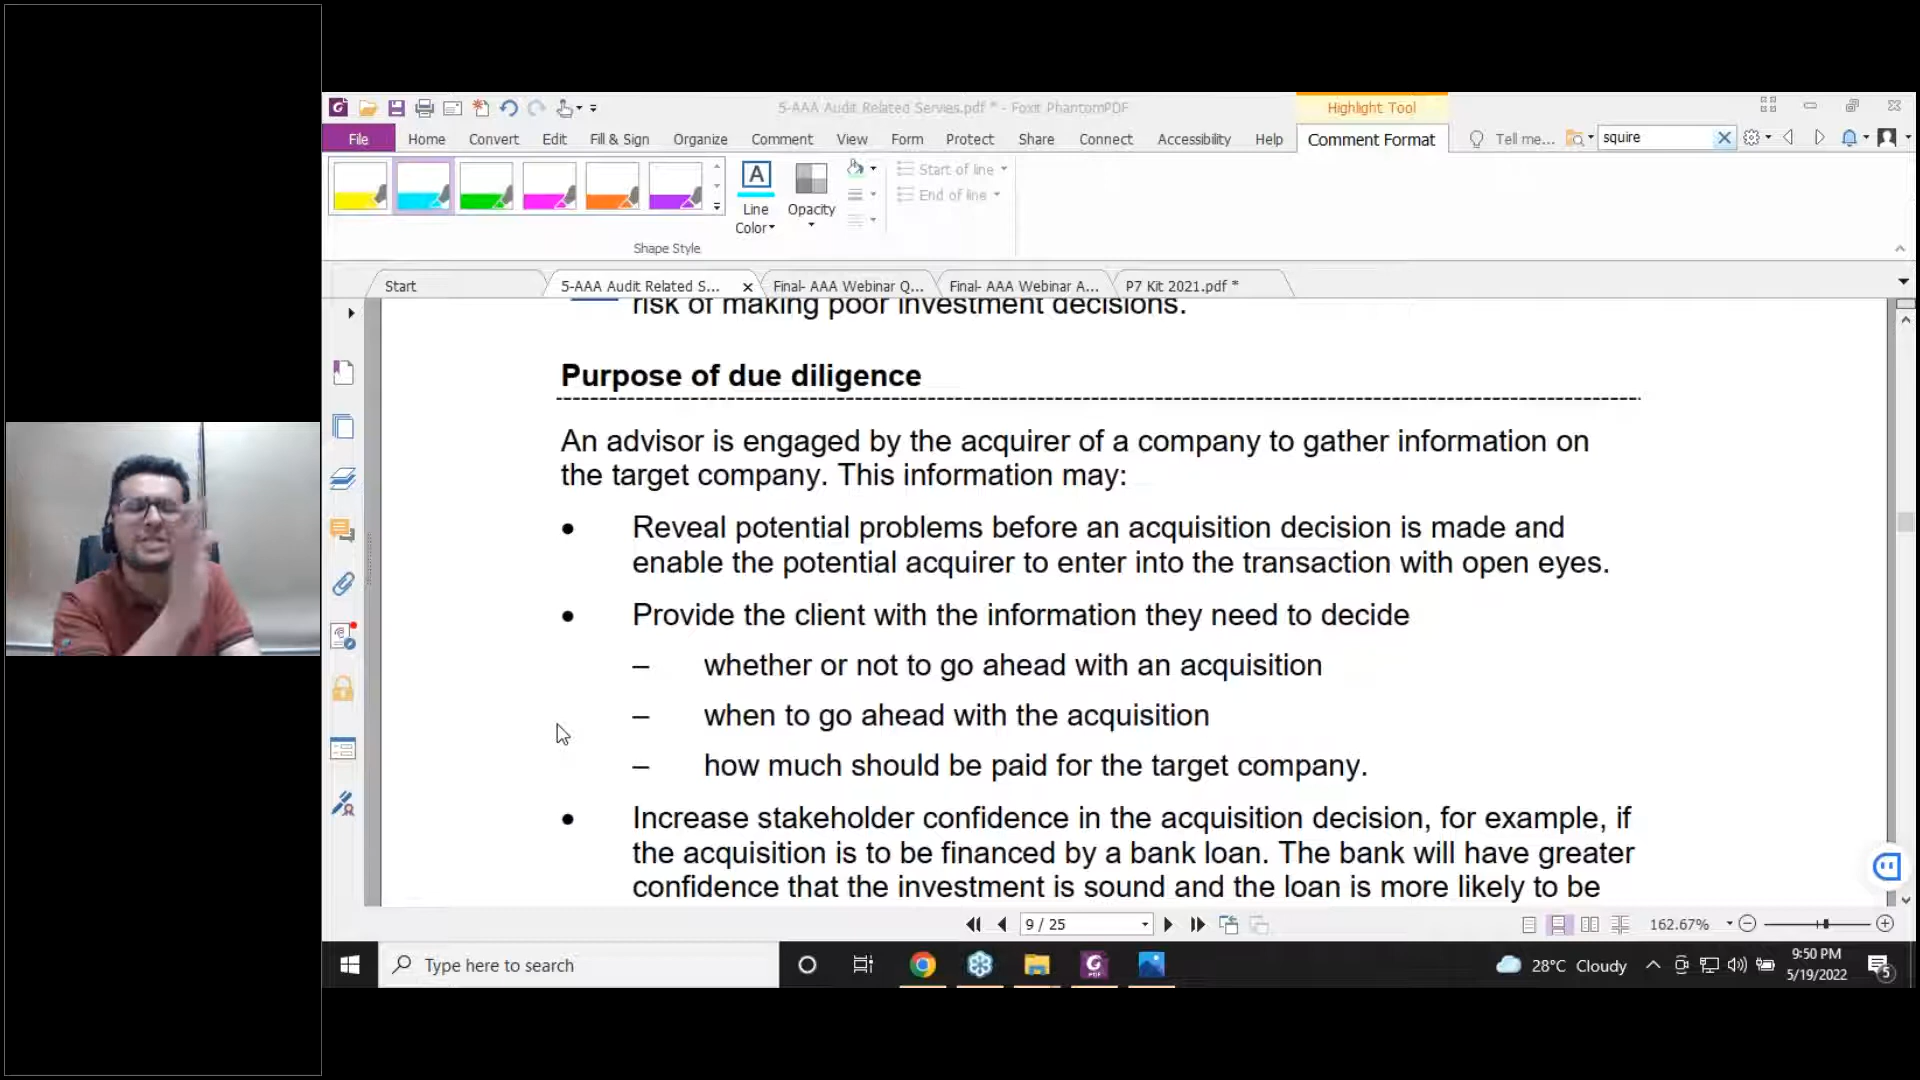 5-AAA Audit Related Servies.pdf * - Foxit PhantomPDF
Highlight Tool
File Home Convert Edit Fill & Sign Organize Comment View Form Protect Share Connect Accessibility Help Comment Format Tell me... squire
Start of line
End of line
Line Color
Opacity
Shape Style
Start
5-AAA Audit Related S...
Final- AAA Webinar Q...
Final- AAA Webinar A...
P7 Kit 2021.pdf *
risk of making poor investment decisions.
Purpose of due diligence
An advisor is engaged by the acquirer of a company to gather information on
the target company. This information may:
• Reveal potential problems before an acquisition decision is made and
enable the potential acquirer to enter into the transaction with open eyes.
• Provide the client with the information they need to decide
– whether or not to go ahead with an acquisition
– when to go ahead with the acquisition
– how much should be paid for the target company.
• Increase stakeholder confidence in the acquisition decision, for example, if
the acquisition is to be financed by a bank loan. The bank will have greater
confidence that the investment is sound and the loan is more likely to be
9 / 25
162.67%
Type here to search
28°C Cloudy
9:50 PM
5/19/2022
5